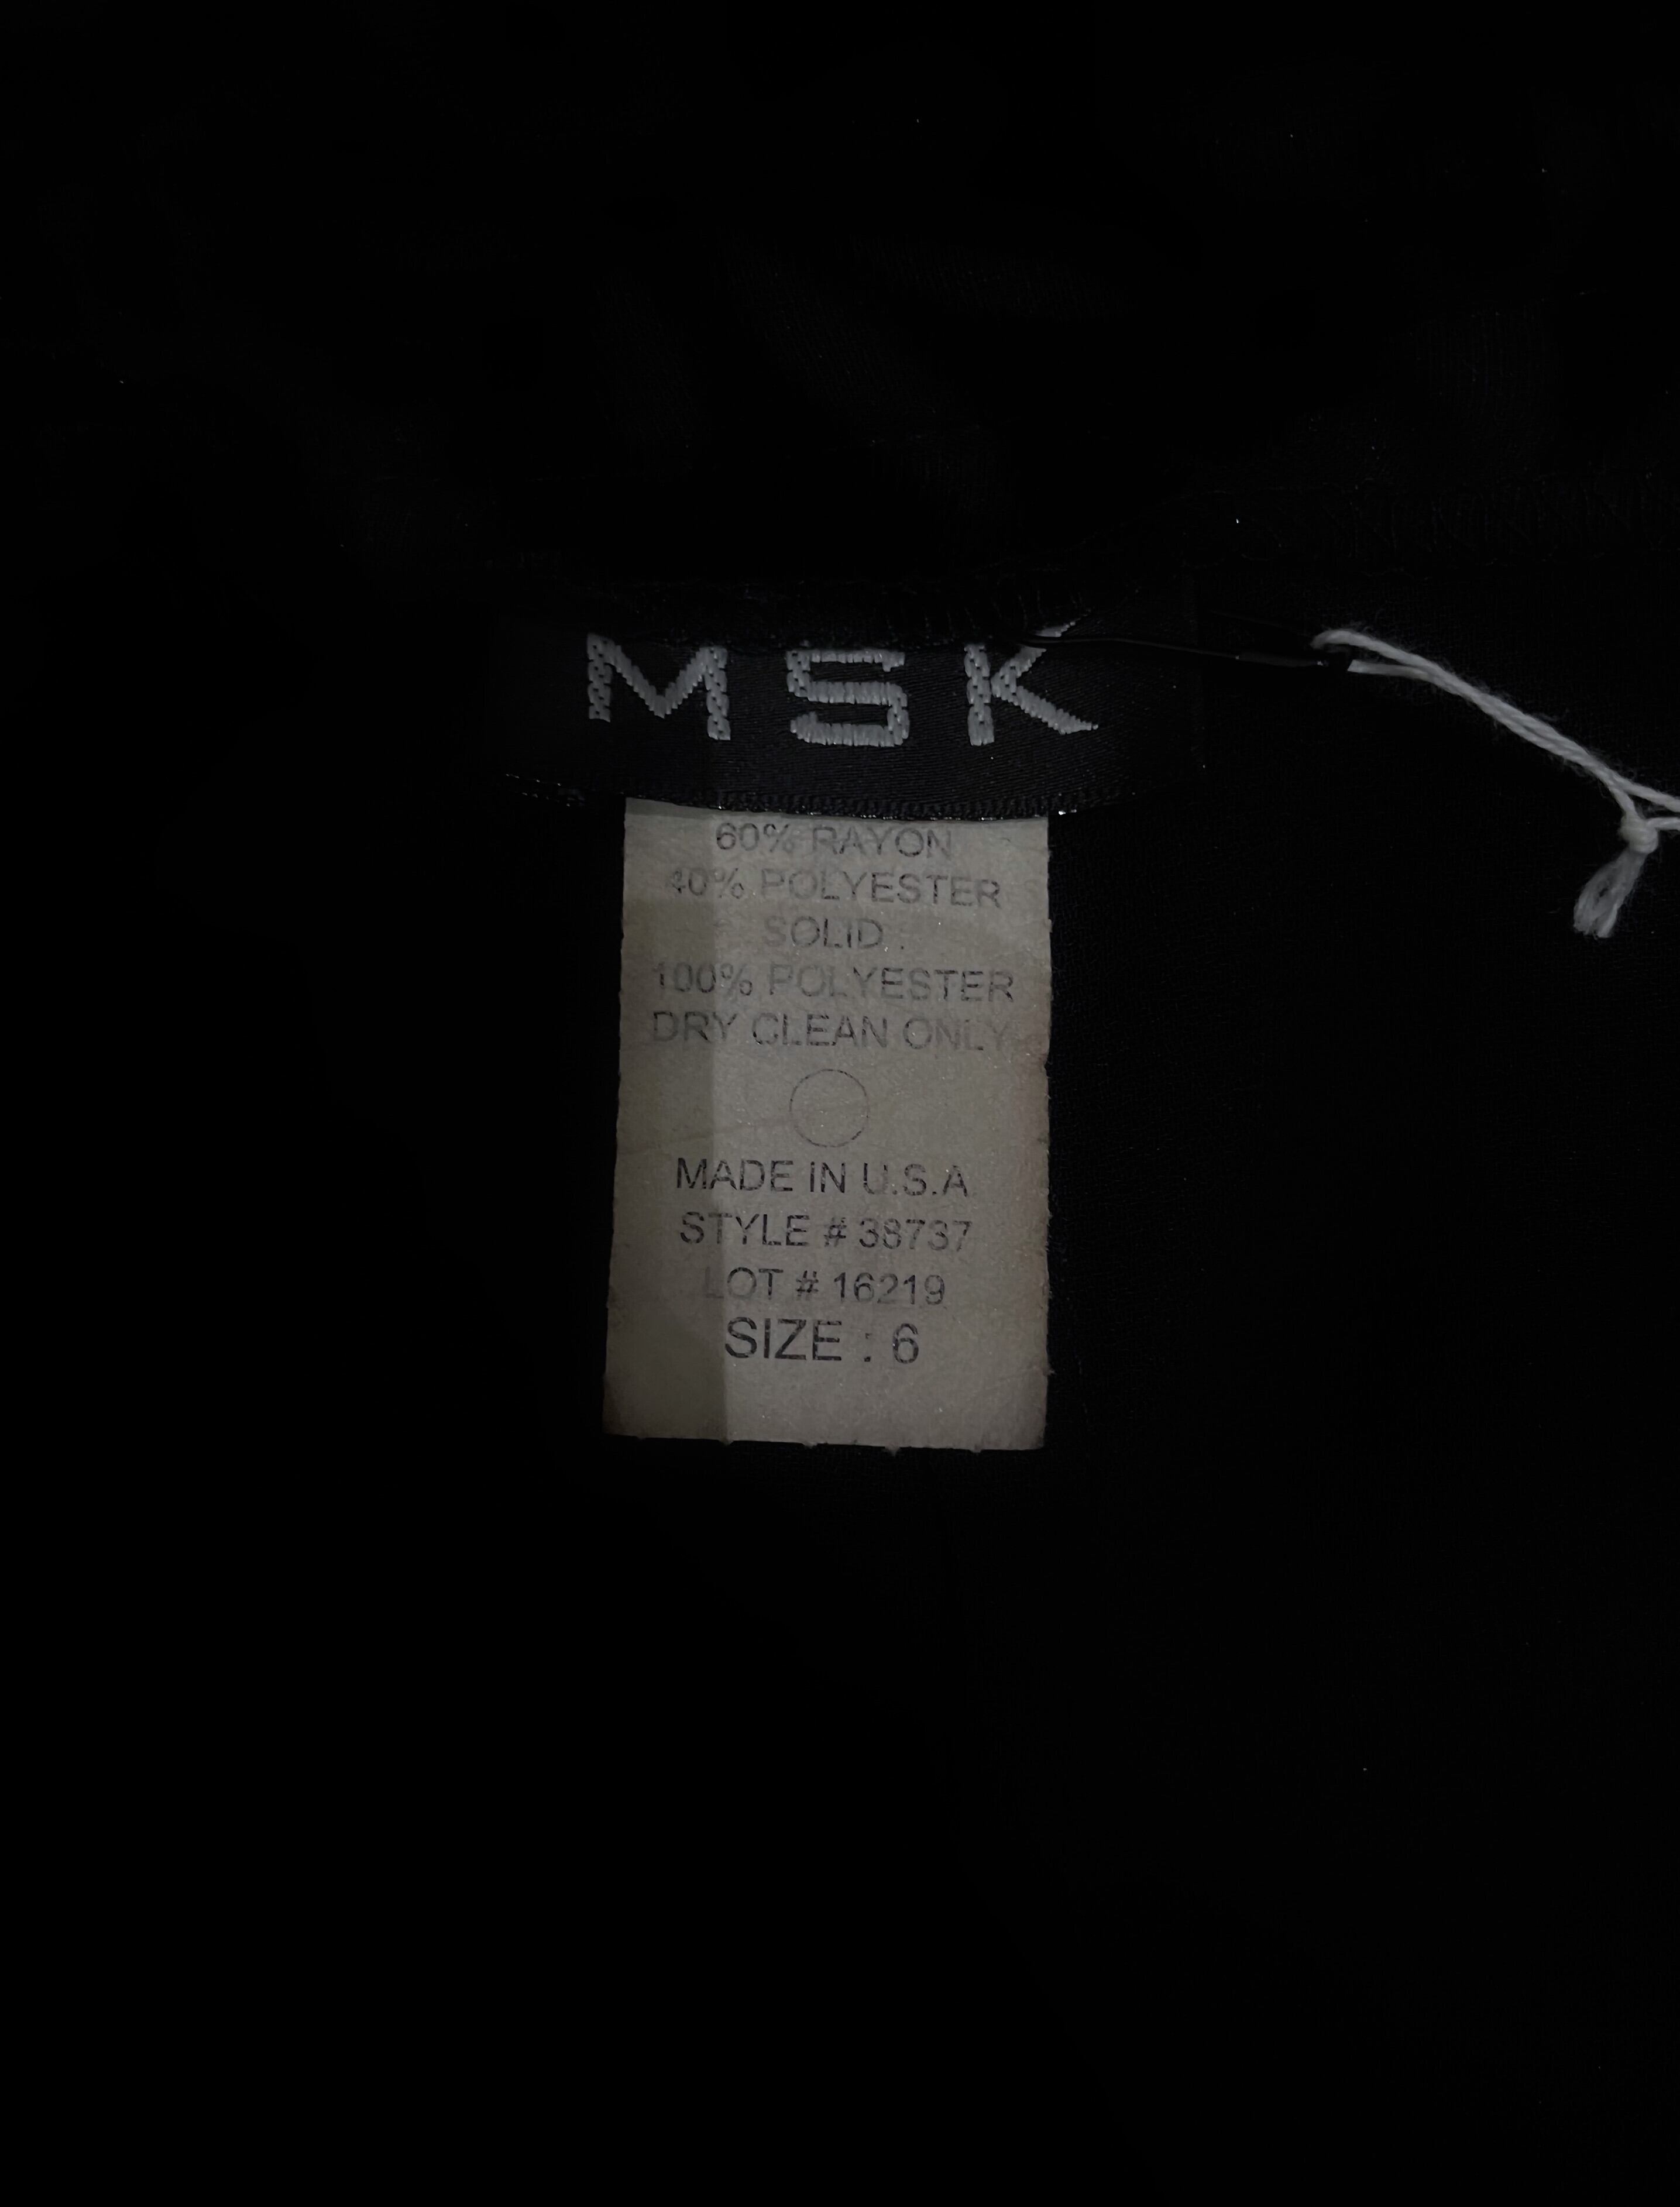 MSK
60% RAYON
40% POLYESTER
SOLID
100% POLYESTER
DRY CLEAN ONLY
MADE IN U.S.A
STYLE # 38737
LOT # 16219
SIZE : 6